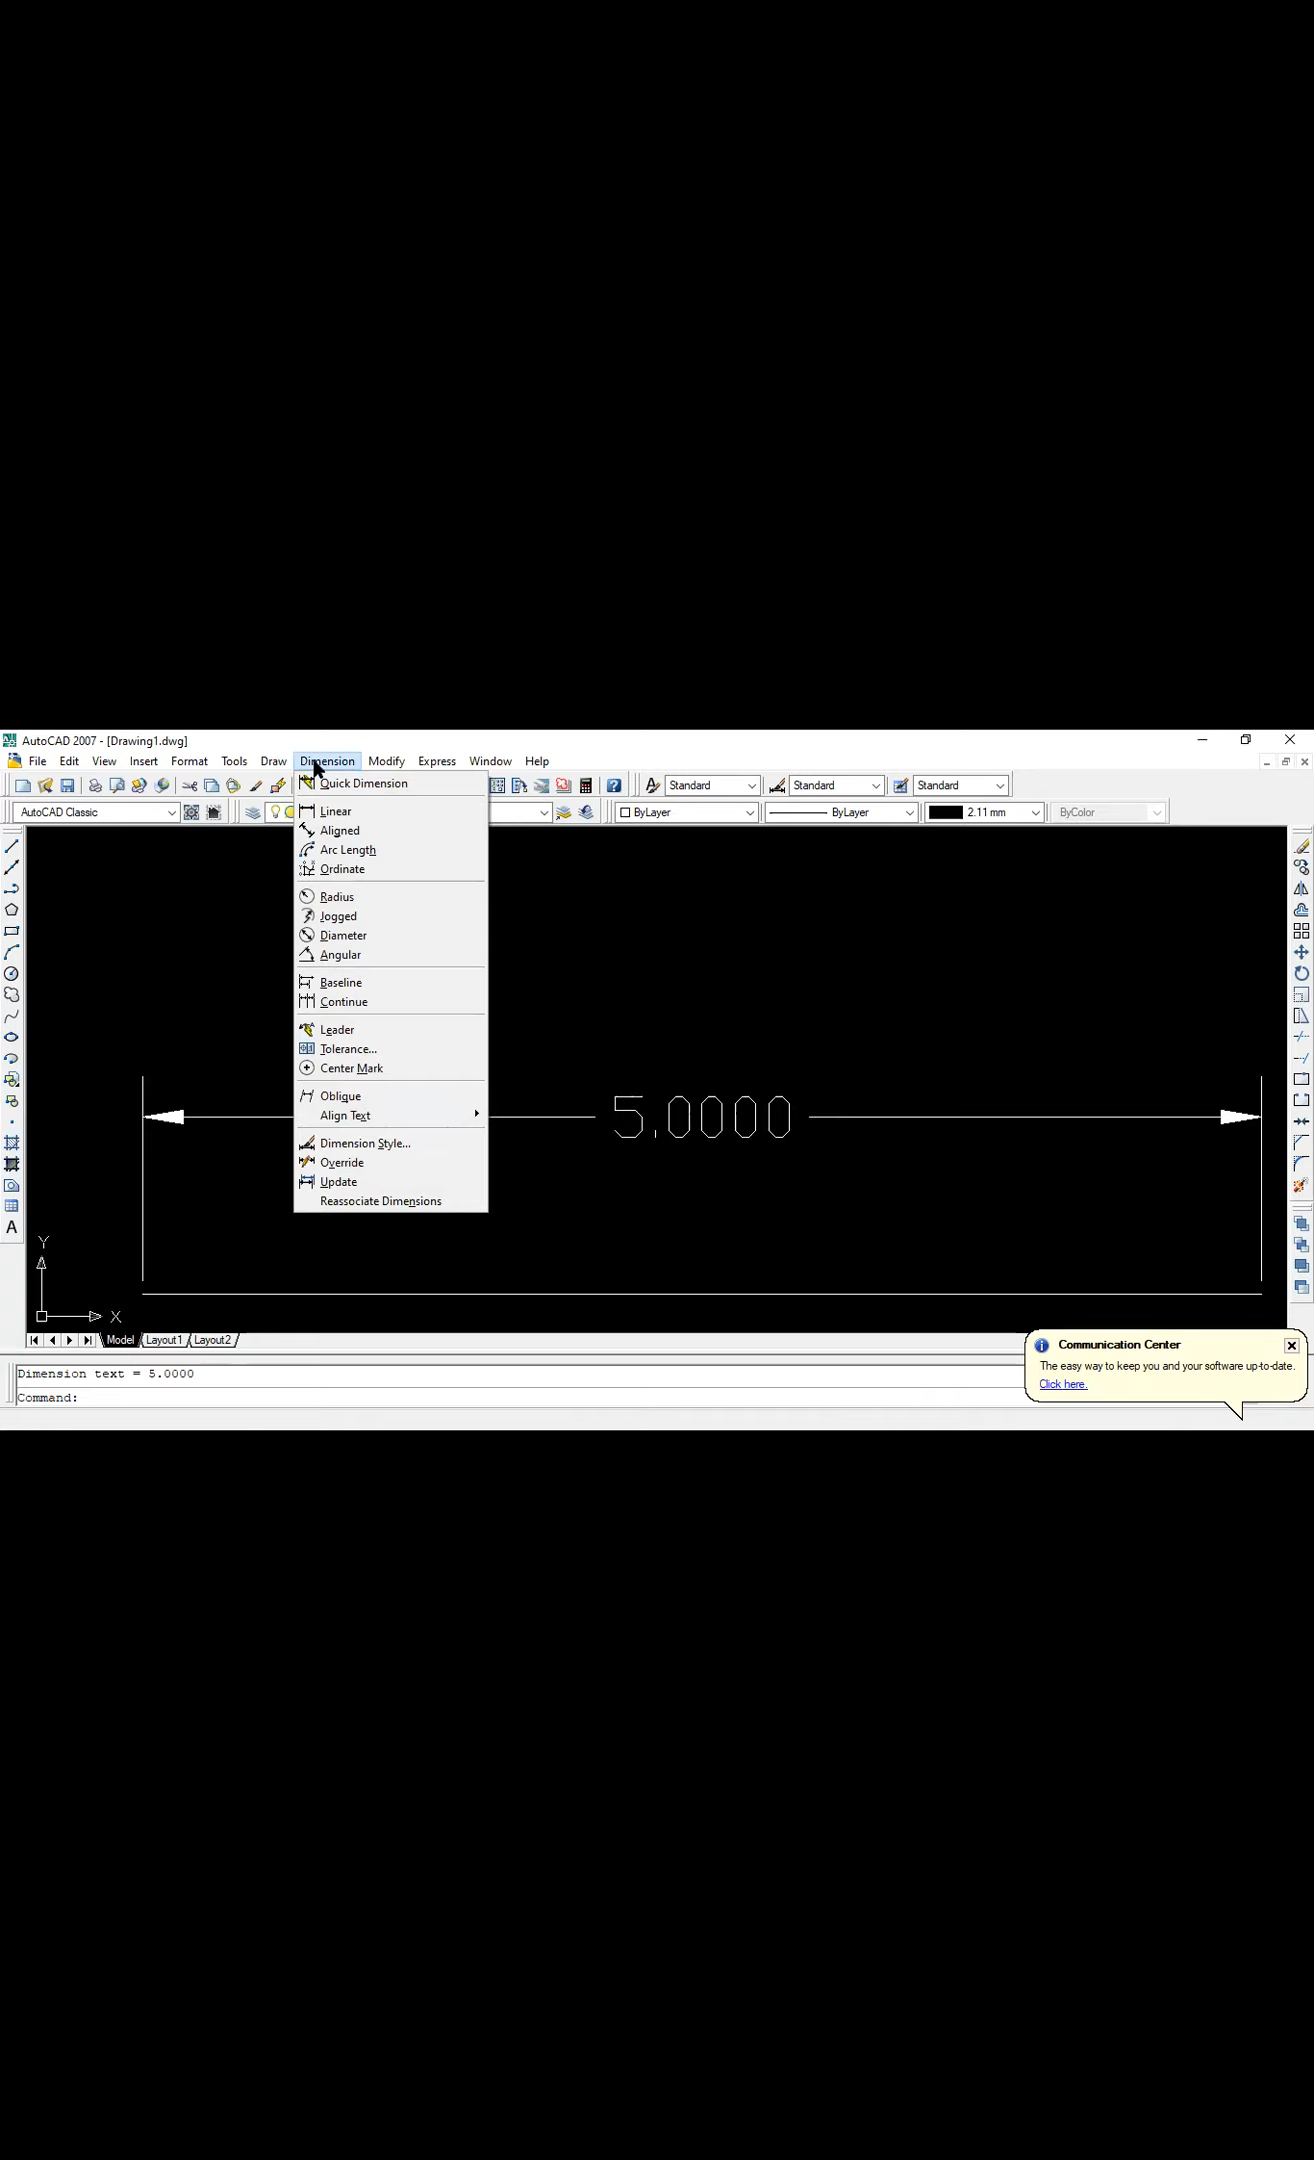 AutoCAD 2007 - [Drawing1.dwg]
File Edit View Insert Format Tools Draw Dimension Modify Express Window Help
Standard Standard Standard
AutoCAD Classic ByLayer ByLayer 2.11 mm ByColor
Quick Dimension
Linear
Aligned
Arc Length
Ordinate
Radius
Jogged
Diameter
Angular
Baseline
Continue
Leader
Tolerance...
Center Mark
Oblique
Align Text
Dimension Style...
Override
Update
Reassociate Dimensions
5,0000
A
Y
X
Model Layout1 Layout2
Dimension text = 5.0000
Command:
Communication Center
The easy way to keep you and your software up-to-date.
Click here.